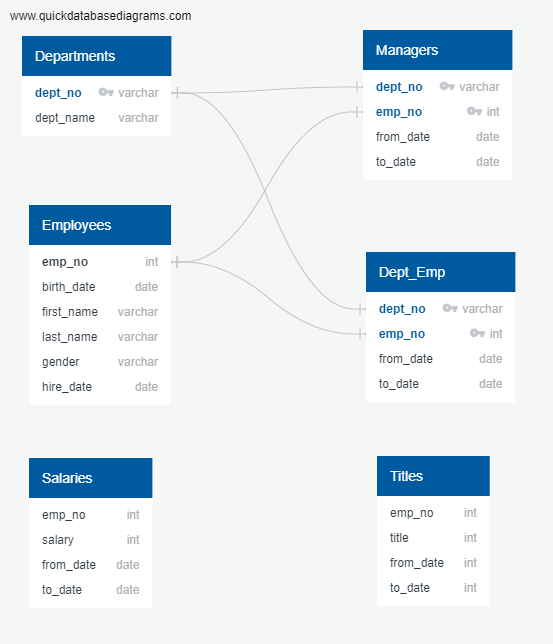 www.quickdatabasediagrams.com
Departments
dept_no varchar
dept_name varchar
Managers
dept_no varchar
emp_no int
from_date date
to_date date
Employees
emp_no int
birth_date date
first_name varchar
last_name varchar
gender varchar
hire_date date
Dept_Emp
dept_no varchar
emp_no int
from_date date
to_date date
Salaries
emp_no int
salary int
from_date date
to_date date
Titles
emp_no int
title int
from_date int
to_date int